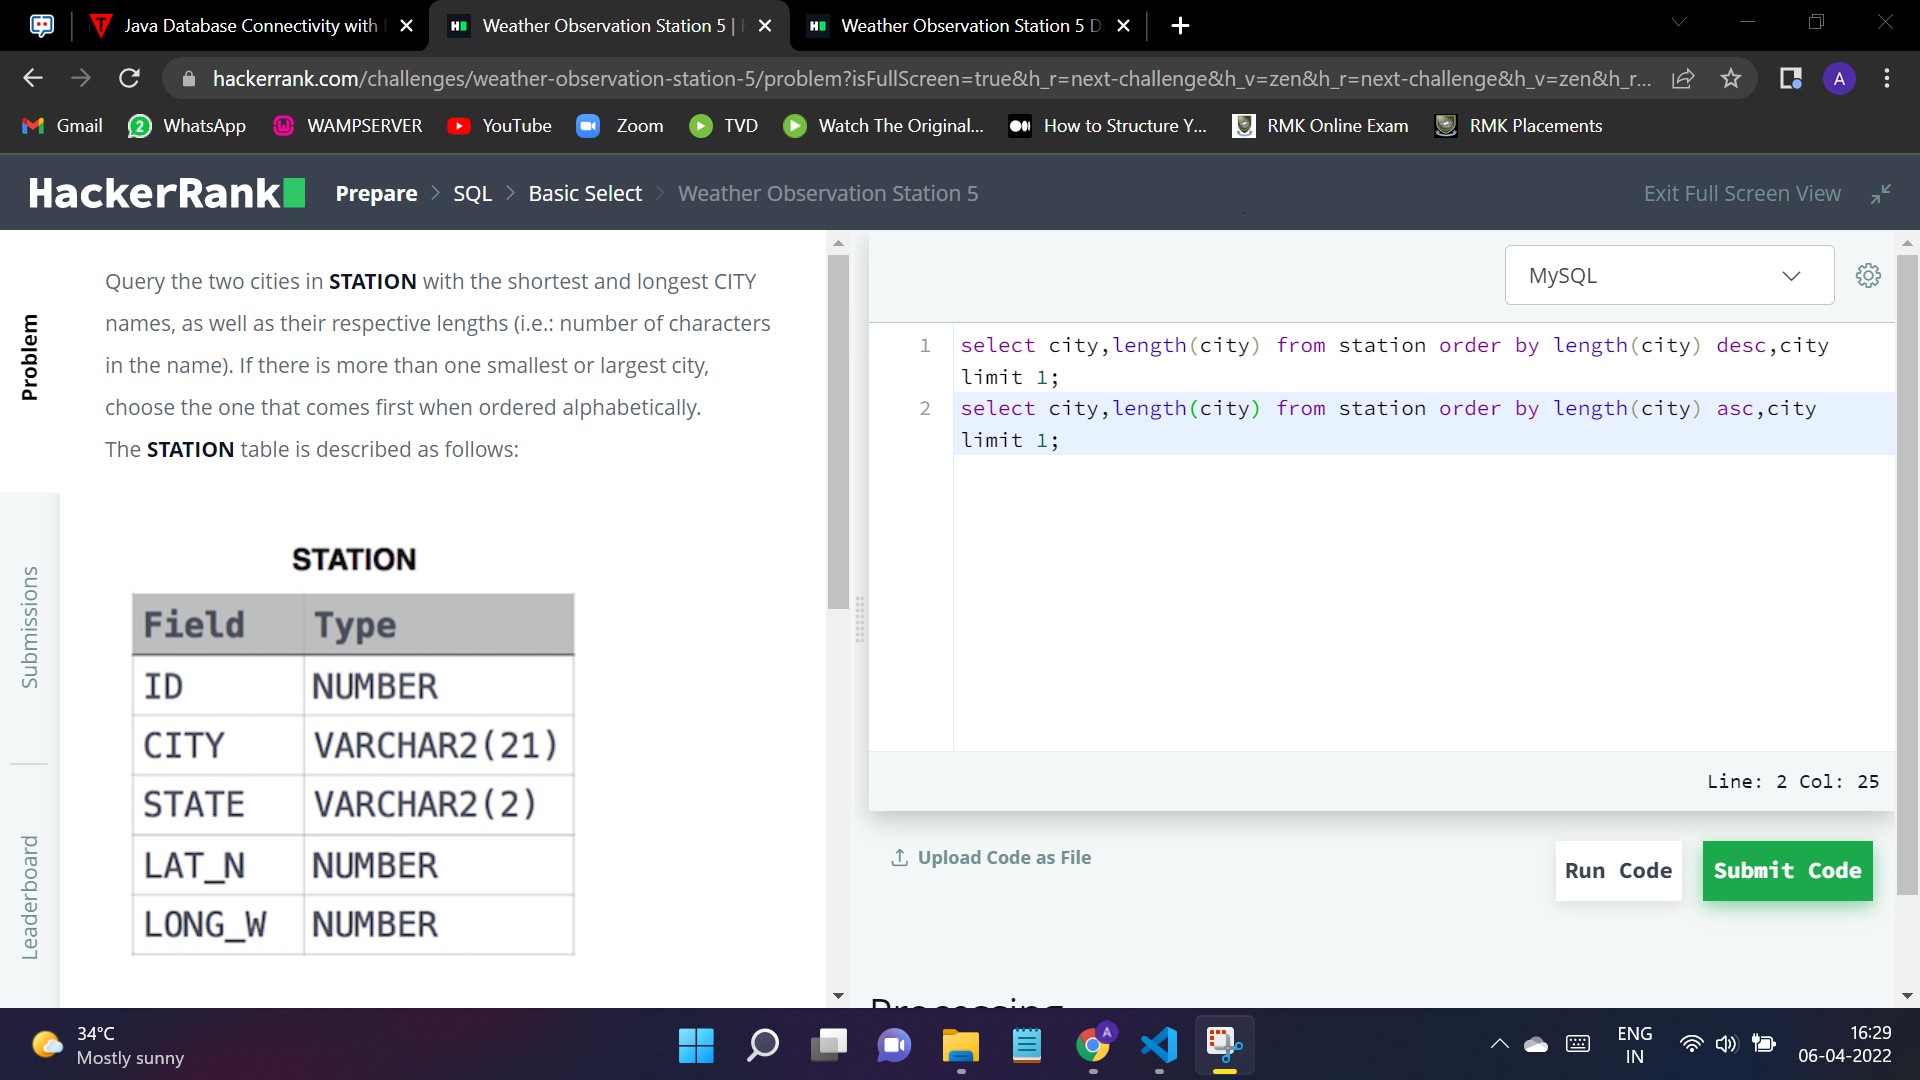 Java Database Connectivity with
Weather Observation Station 5 |
Weather Observation Station 5 D
hackerrank.com/challenges/weather-observation-station-5/problem?isFullScreen=true&h_r=next-challenge&h_v=zen&h_r=next-challenge&h_v=zen&h_r...
A
Gmail
WhatsApp
WAMPSERVER
YouTube
Zoom
TVD
Watch The Original...
How to Structure Y...
RMK Online Exam
RMK Placements
HackerRank
Prepare > SQL > Basic Select > Weather Observation Station 5
Exit Full Screen View
Problem
Submissions
Leaderboard
Query the two cities in STATION with the shortest and longest CITY
names, as well as their respective lengths (i.e.: number of characters
in the name). If there is more than one smallest or largest city,
choose the one that comes first when ordered alphabetically.
The STATION table is described as follows:
STATION
Field Type
ID NUMBER
CITY VARCHAR2(21)
STATE VARCHAR2(2)
LAT_N NUMBER
LONG_W NUMBER
MySQL
1 select city,length(city) from station order by length(city) desc,city
limit 1;
2 select city,length(city) from station order by length(city) asc,city
limit 1;
Line: 2 Col: 25
Upload Code as File
Run Code
Submit Code
Processing
34°C
Mostly sunny
A
ENG
IN
16:29
06-04-2022